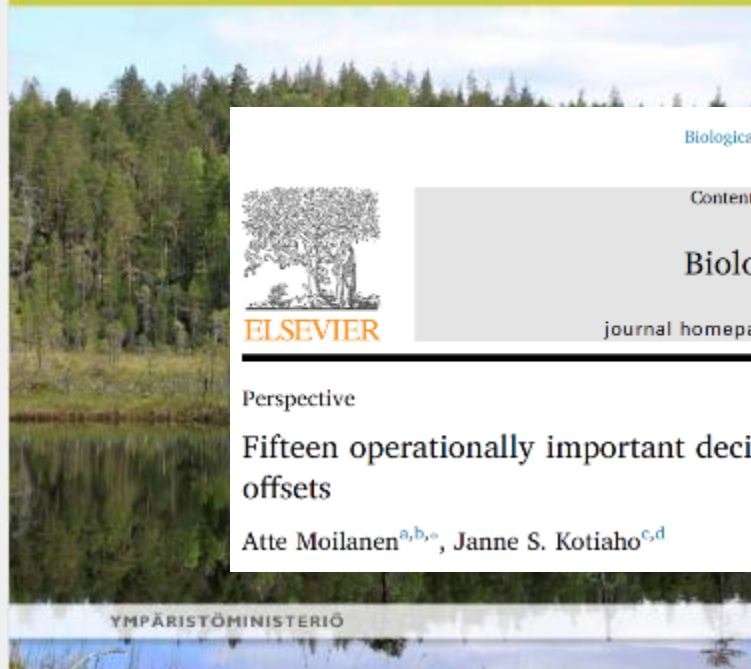 Biologica
Content
Biolo
ELSEVIER
journal homepa
Perspective
Fifteen operationally important deci
offsets
Atte Moilanen a,b,*, Janne S. Kotiaho c,d
YMPÄRISTÖMINISTERIÖ